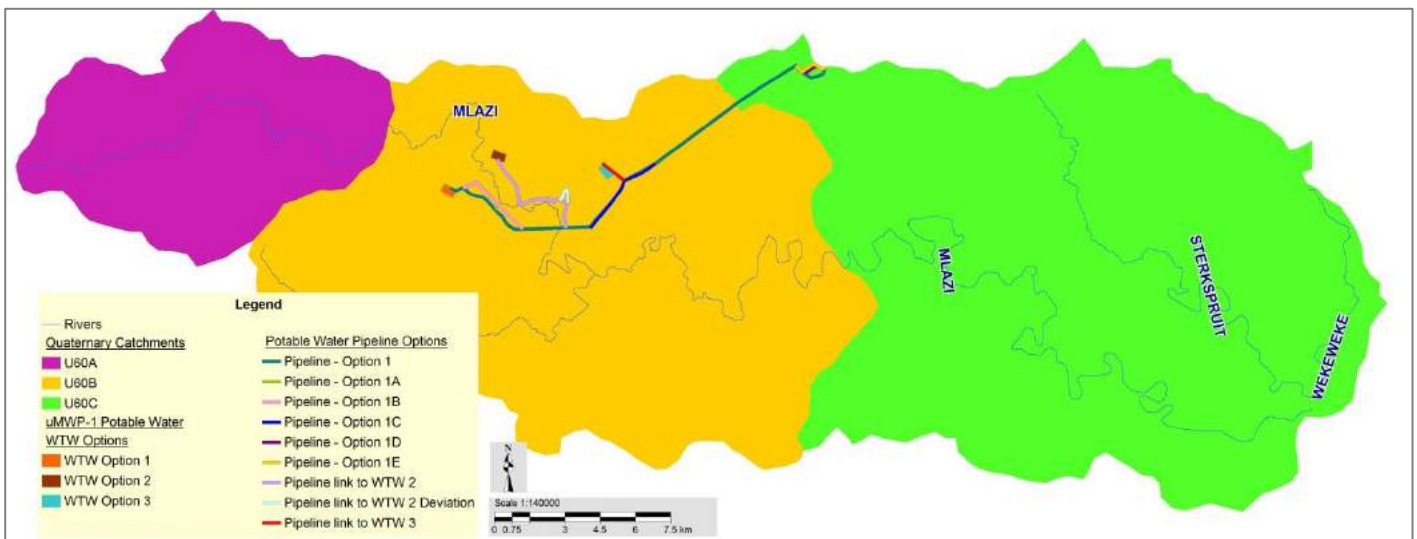 MLAZI
MLAZI
STERKSPRUIT
WEKEWEKE
Legend
Rivers
Quaternary Catchments
U60A
U60B
U60C
uMWP-1 Potable Water
WTW Options
WTW Option 1
WTW Option 2
WTW Option 3
Potable Water Pipeline Options
Pipeline - Option 1
Pipeline - Option 1A
Pipeline - Option 1B
Pipeline - Option 1C
Pipeline - Option 1D
Pipeline - Option 1E
Pipeline link to WTW 2
Pipeline link to WTW 2 Deviation
Pipeline link to WTW 3
N
Scale 1:140000
0 0.75 3 4.5 6 7.5 km